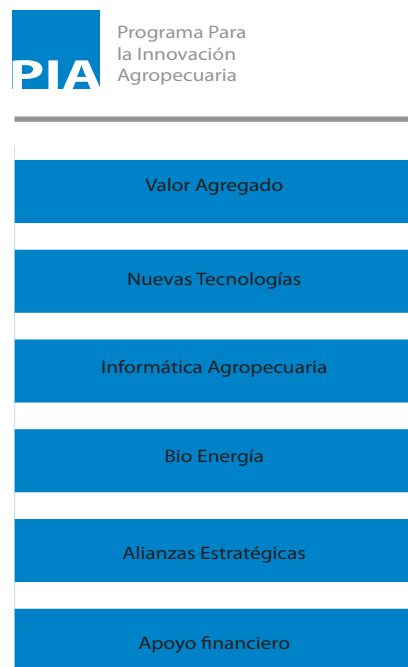 PIA
Programa Para
la Innovación
Agropecuaria
Valor Agregado
Nuevas Tecnologías
Informática Agropecuaria
Bio Energía
Alianzas Estratégicas
Apoyo financiero